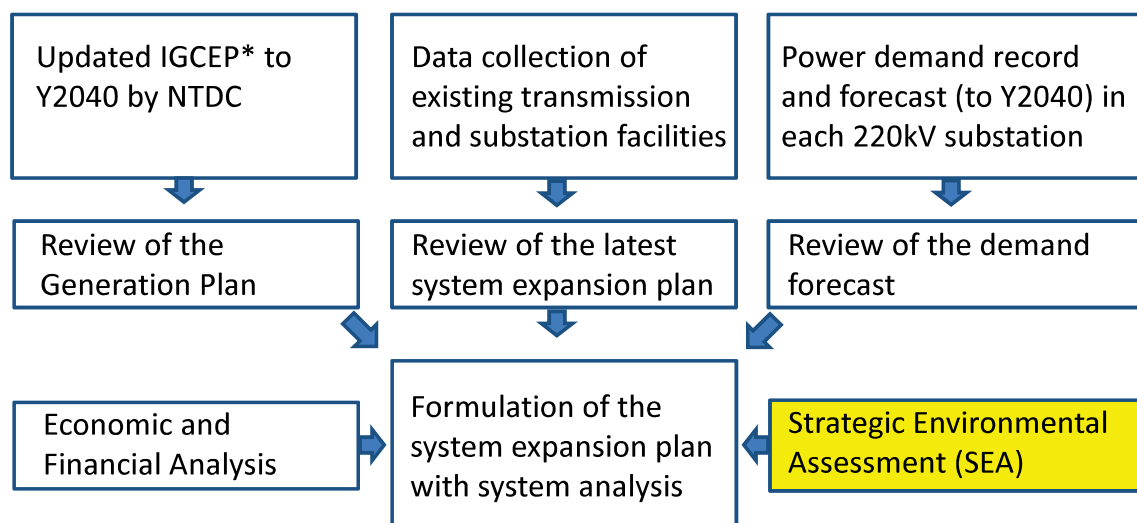 Updated IGCEP* to
Y2040 by NTDC
Data collection of
existing transmission
and substation facilities
Power demand record
and forecast (to Y2040) in
each 220kV substation
Review of the
Generation Plan
Review of the latest
system expansion plan
Review of the demand
forecast
Economic and
Financial Analysis
Formulation of the
system expansion plan
with system analysis
Strategic Environmental
Assessment (SEA)